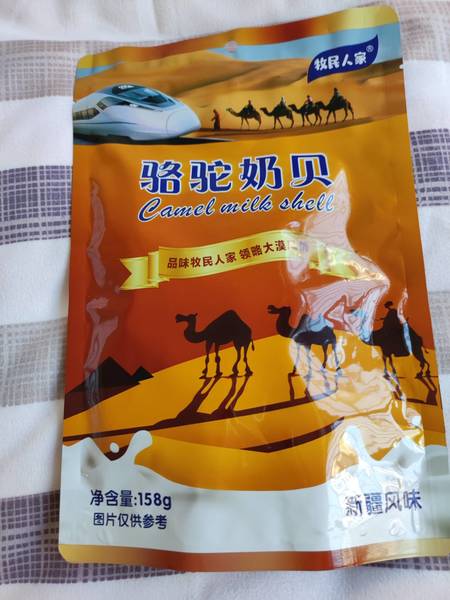 牧民人家®
骆驼奶贝
Camel milk shell
品味牧民人家 领略大漠
净含量:158g
图片仅供参考
新疆风味